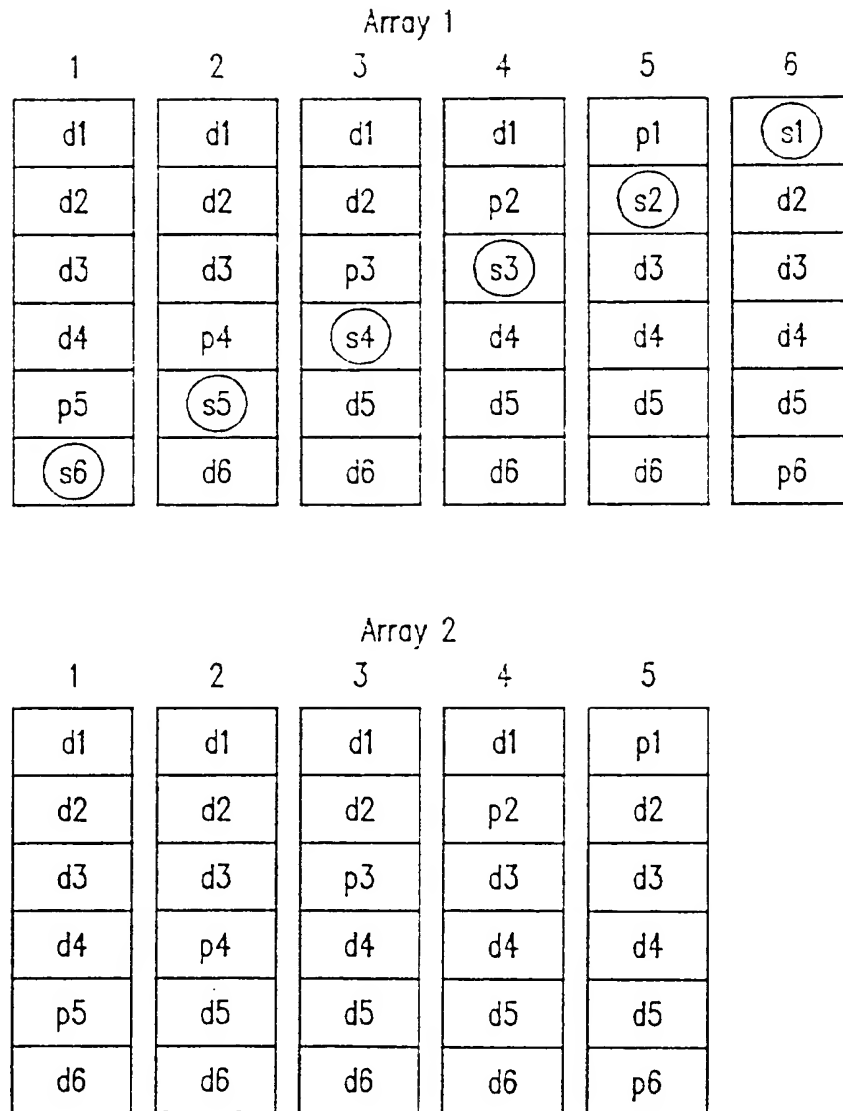 Array 1
1 2 3 4 5 6
d1 d1 d1 d1 p1 s1
d2 d2 d2 p2 s2 d2
d3 d3 p3 s3 d3 d3
d4 p4 s4 d4 d4 d4
p5 s5 d5 d5 d5 d5
s6 d6 d6 d6 d6 p6
Array 2
1 2 3 4 5
d1 d1 d1 d1 p1
d2 d2 d2 p2 d2
d3 d3 p3 d3 d3
d4 p4 d4 d4 d4
p5 d5 d5 d5 d5
d6 d6 d6 d6 p6